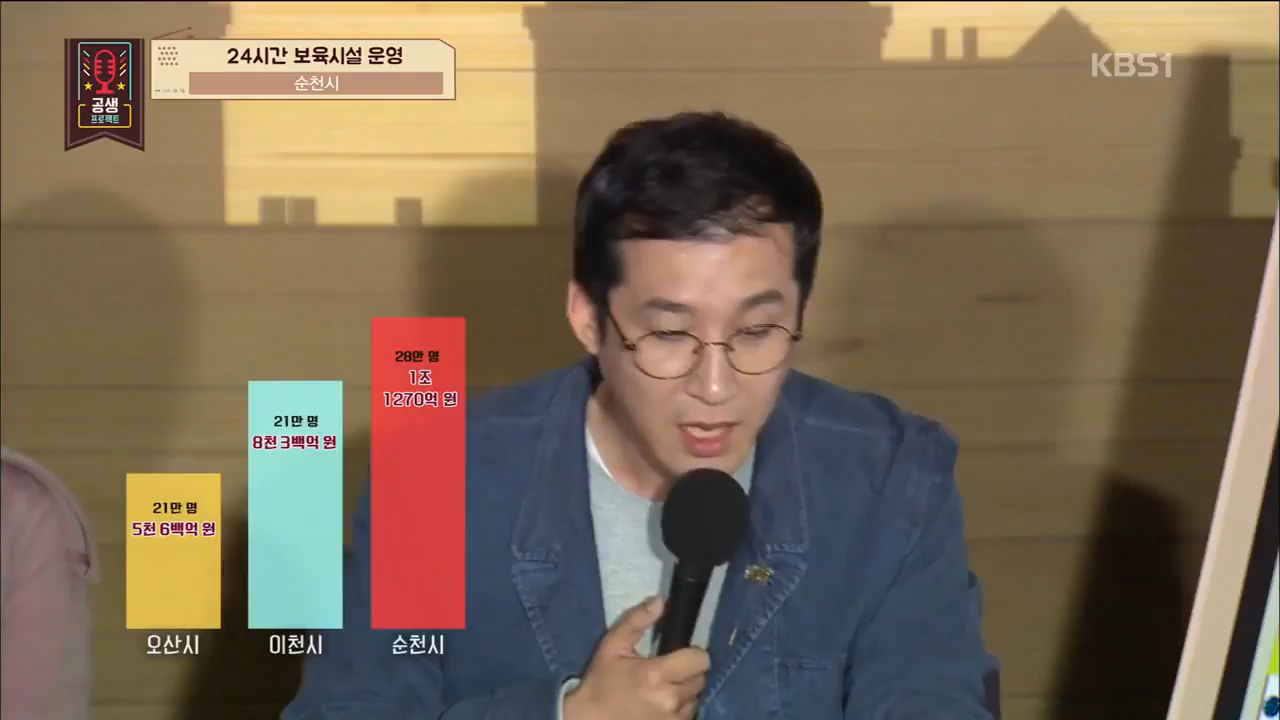 24시간 보육시설 운영
순천시
공생
프로젝트
KBS1
21만 명
5천 6백억 원
오산시
21만 명
8천 3백억 원
이천시
28만 명
1조
1270억 원
순천시